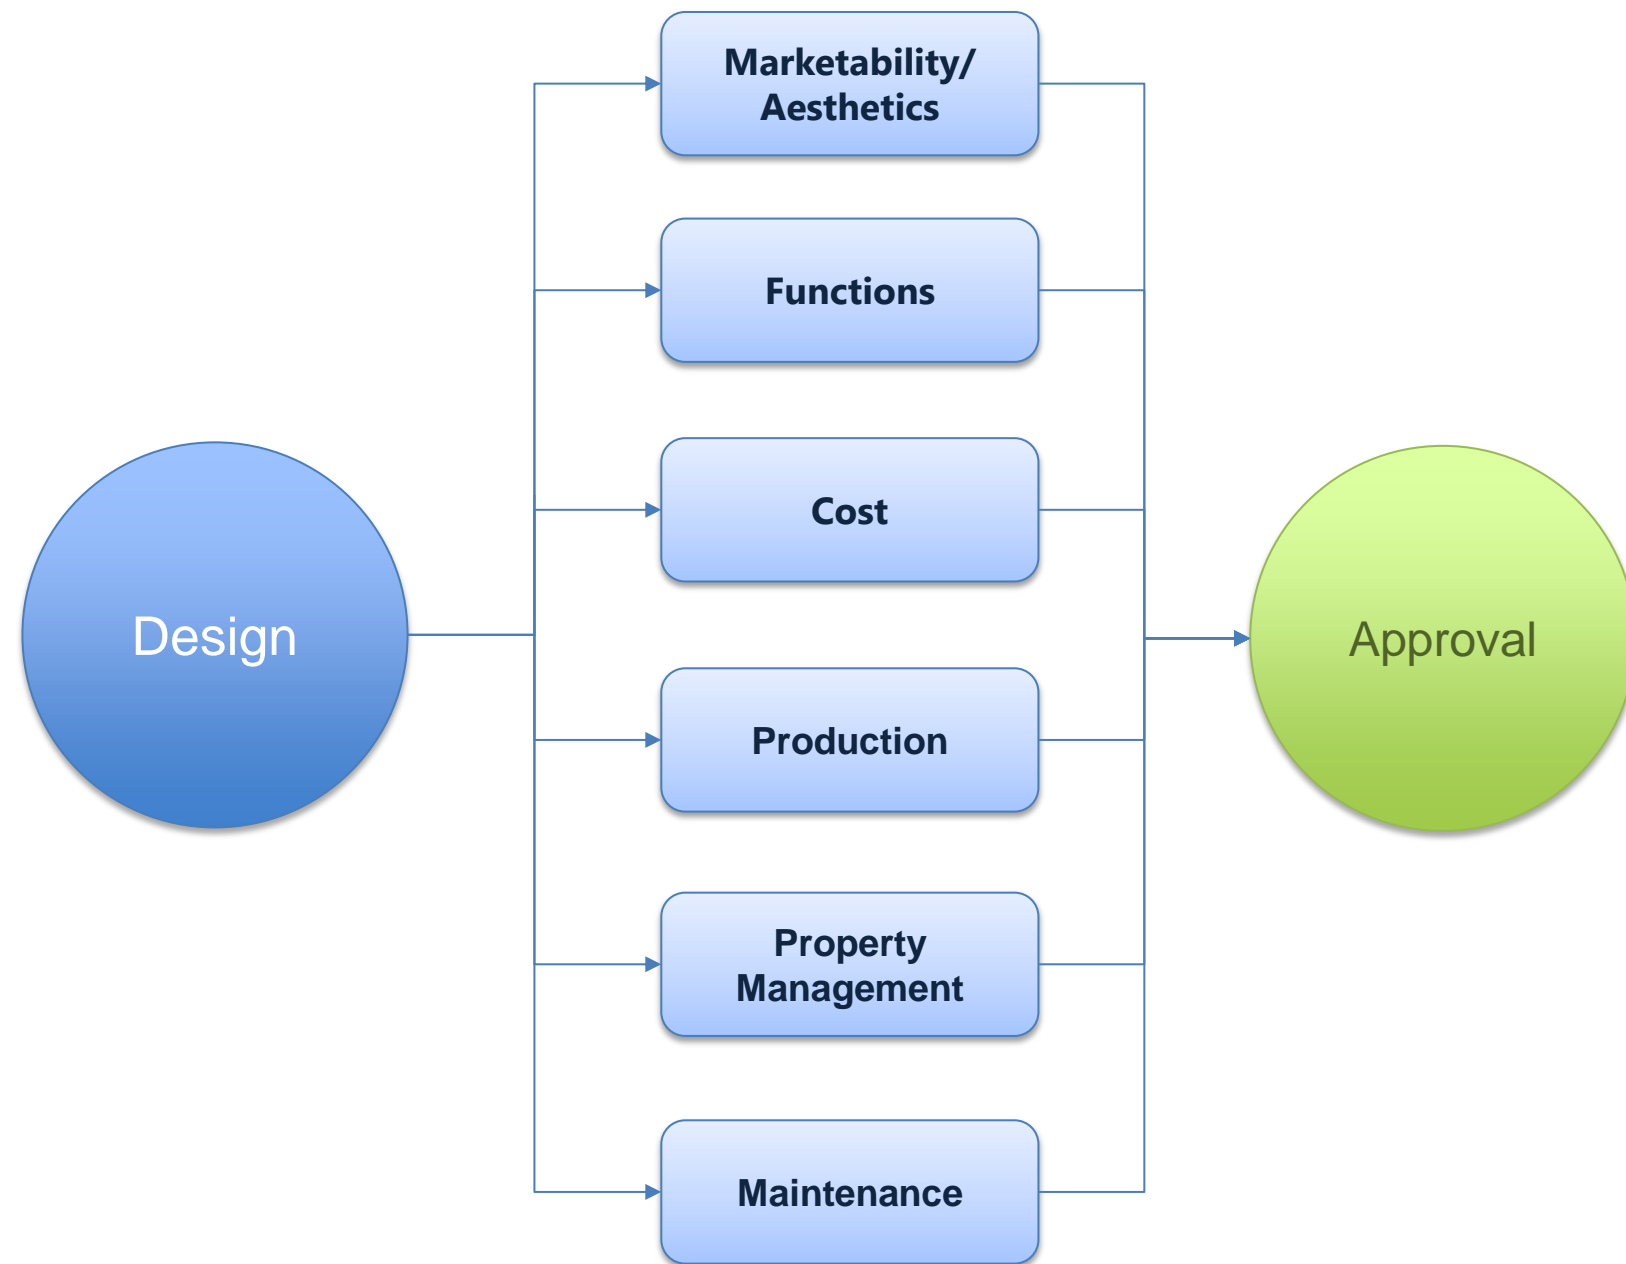 Marketability/
Aesthetics
Functions
Cost
Design
Approval
Production
Property
Management
Maintenance